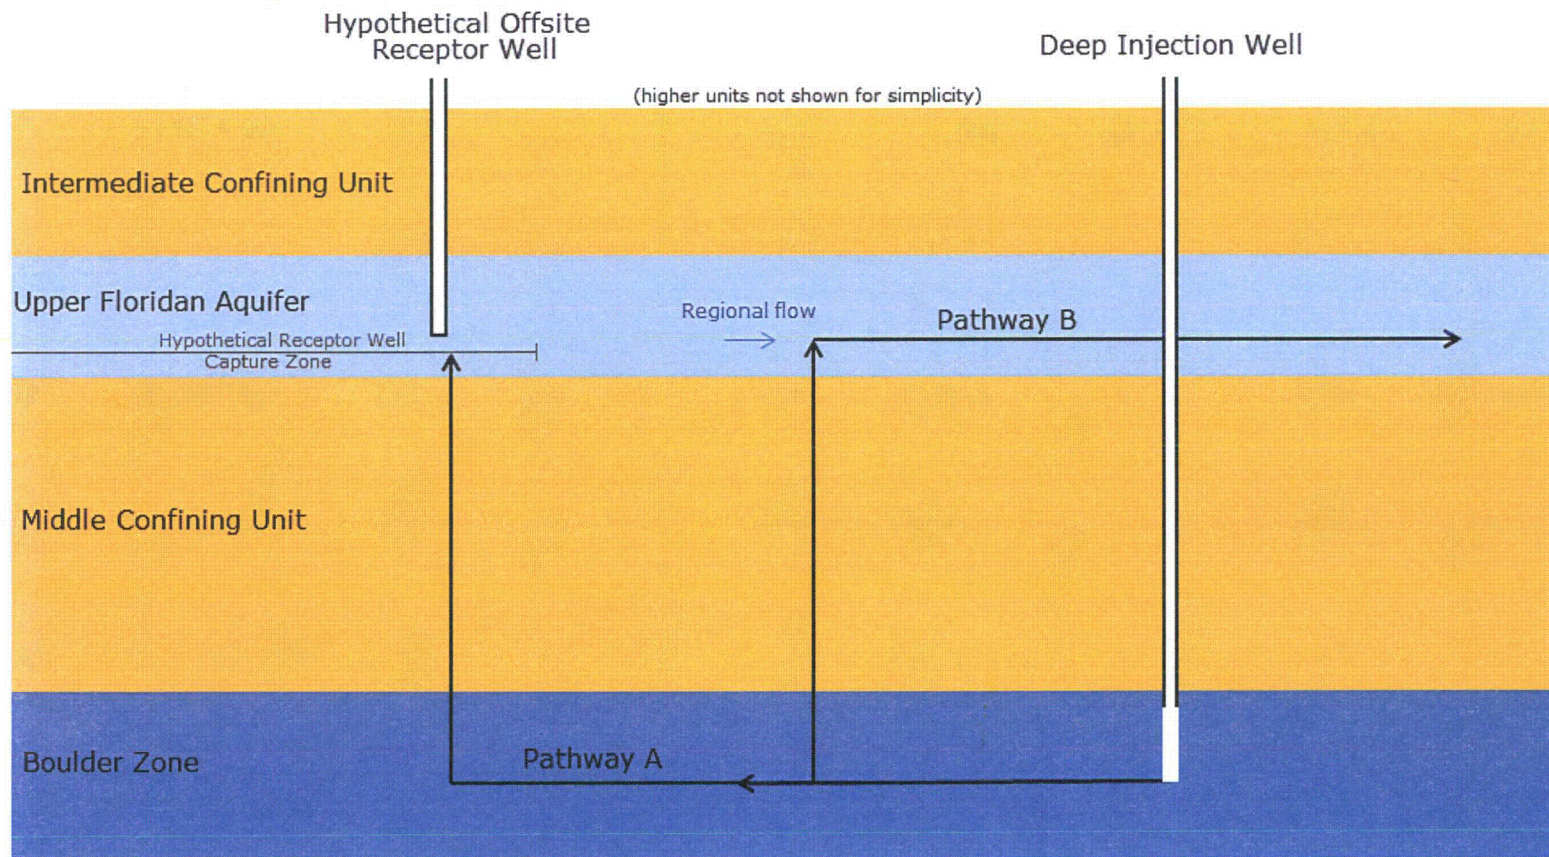 Hypothetical Offsite
Receptor Well
Deep Injection Well
(higher units not shown for simplicity)
Intermediate Confining Unit
Upper Floridan Aquifer
Regional flow
Pathway B
Hypothetical Receptor Well
Capture Zone
Middle Confining Unit
Boulder Zone
Pathway A